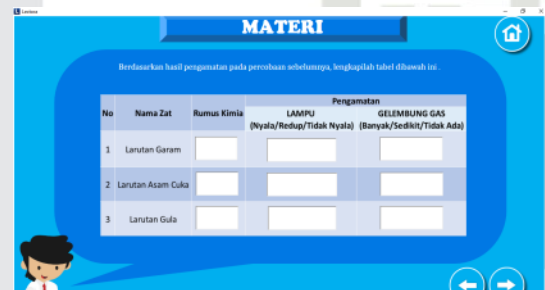 Lectora
MATERI
Berdasarkan hasil pengamatan pada percobaan sebelumnya, lengkapilah tabel dibawah ini .
No Nama Zat Rumus Kimia Pengamatan
LAMPU (Nyala/Redup/Tidak Nyala) GELEMBUNG GAS (Banyak/Sedikit/Tidak Ada)
1 Larutan Garam
2 Larutan Asam Cuka
3 Larutan Gula